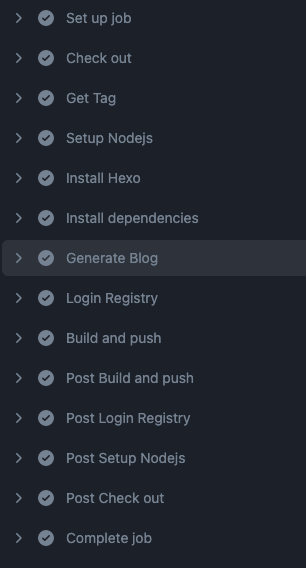 Set up job
Check out
Get Tag
Setup Nodejs
Install Hexo
Install dependencies
Generate Blog
Login Registry
Build and push
Post Build and push
Post Login Registry
Post Setup Nodejs
Post Check out
Complete job